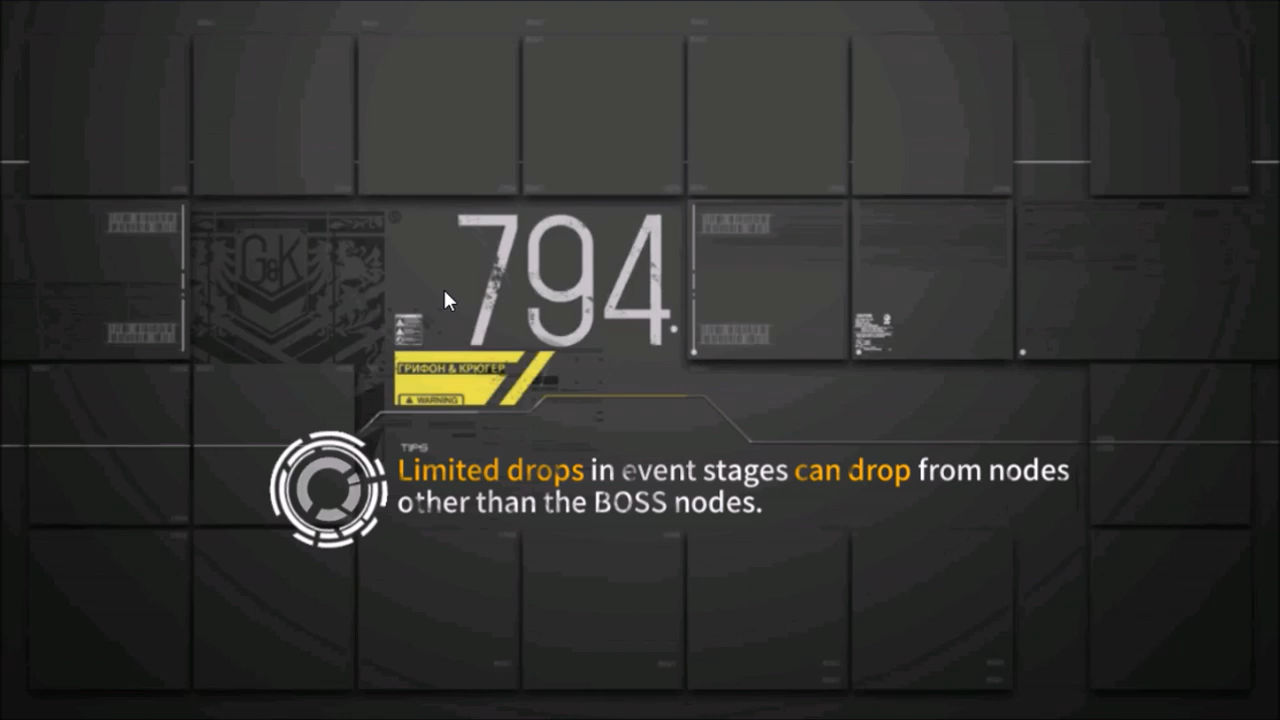 G&K
794.
ГРИФОН & КРЮГЕР
WARNING
TIPS
Limited drops in event stages can drop from nodes
other than the BOSS nodes.